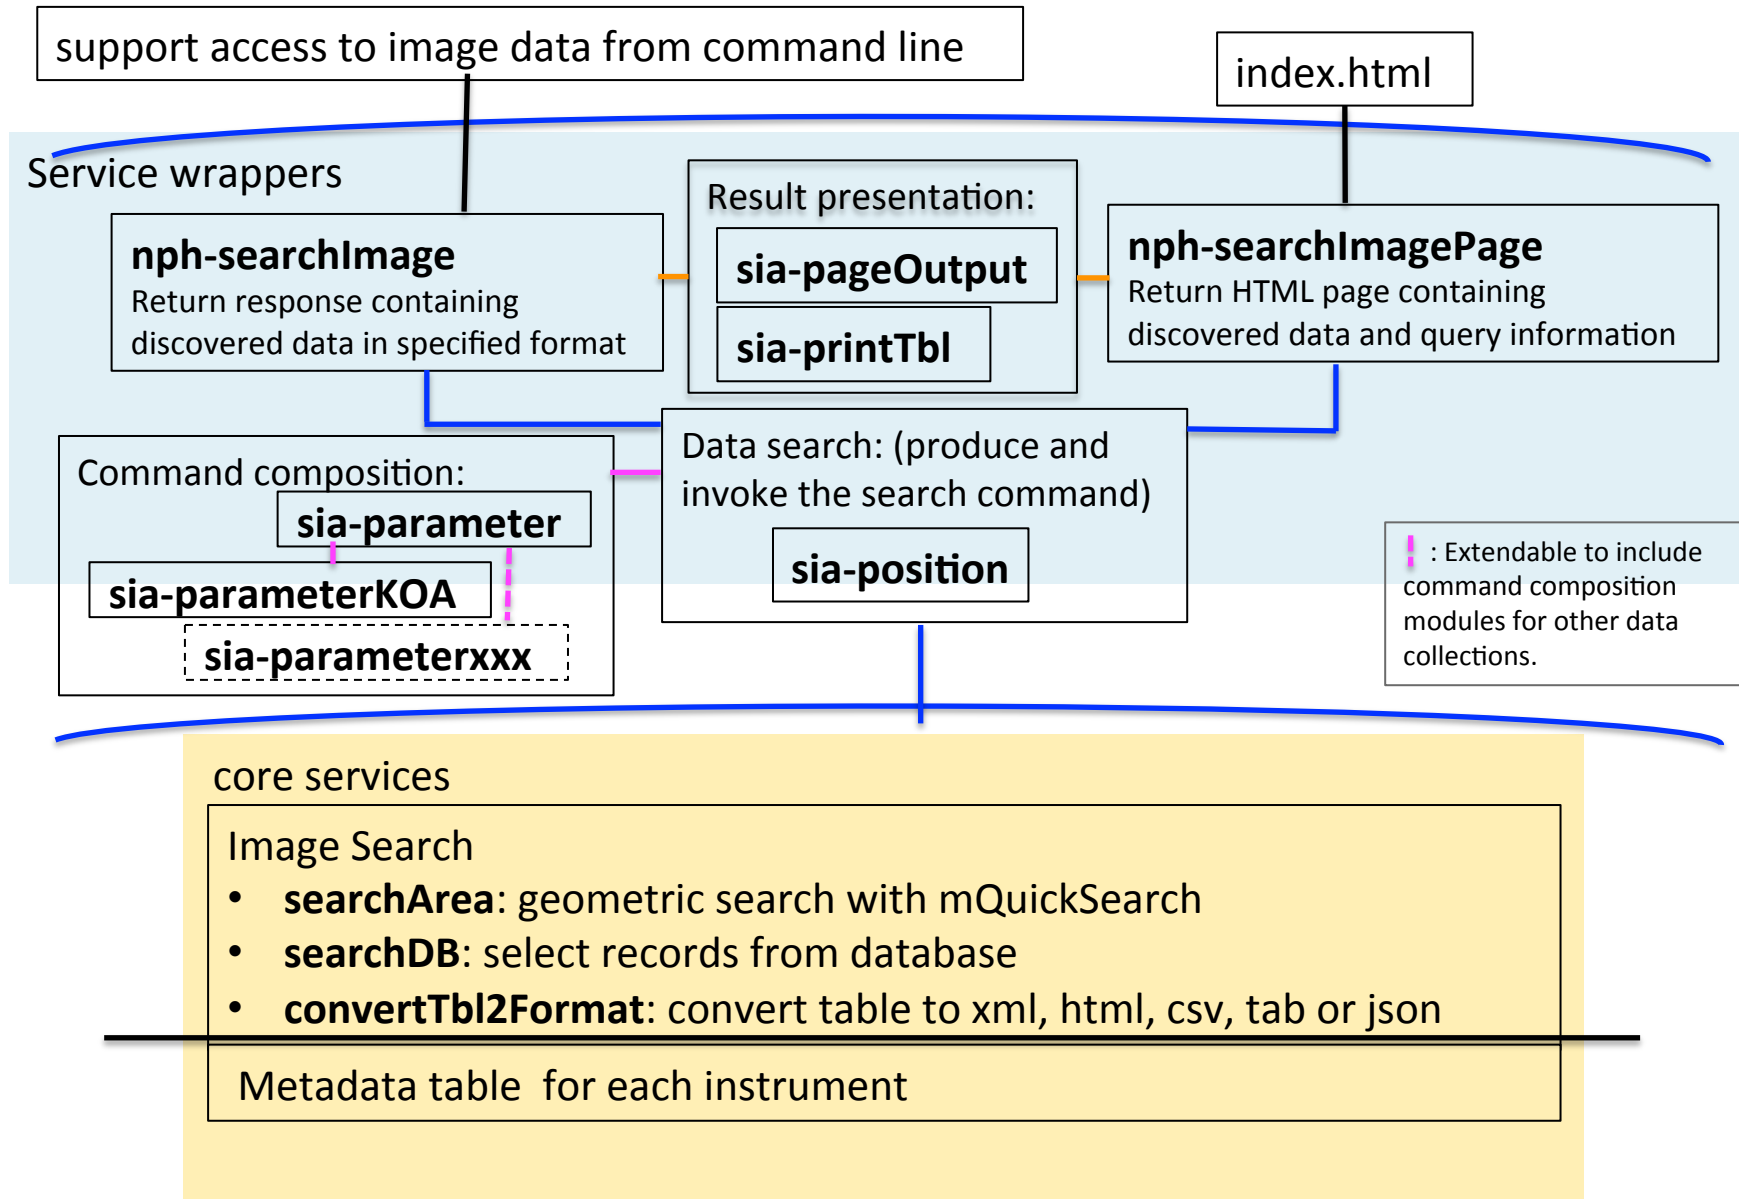 support access to image data from command line
index.html
Service wrappers
nph-searchImage
Return response containing
discovered data in specified format
Result presentation:
sia-pageOutput
sia-printTbl
nph-searchImagePage
Return HTML page containing
discovered data and query information
Command composition:
sia-parameter
sia-parameterKOA
sia-parameterxxx
Data search: (produce and
invoke the search command)
sia-position
: Extendable to include
command composition
modules for other data
collections.
core services
Image Search
• searchArea: geometric search with mQuickSearch
• searchDB: select records from database
• convertTbl2Format: convert table to xml, html, csv, tab or json
Metadata table for each instrument